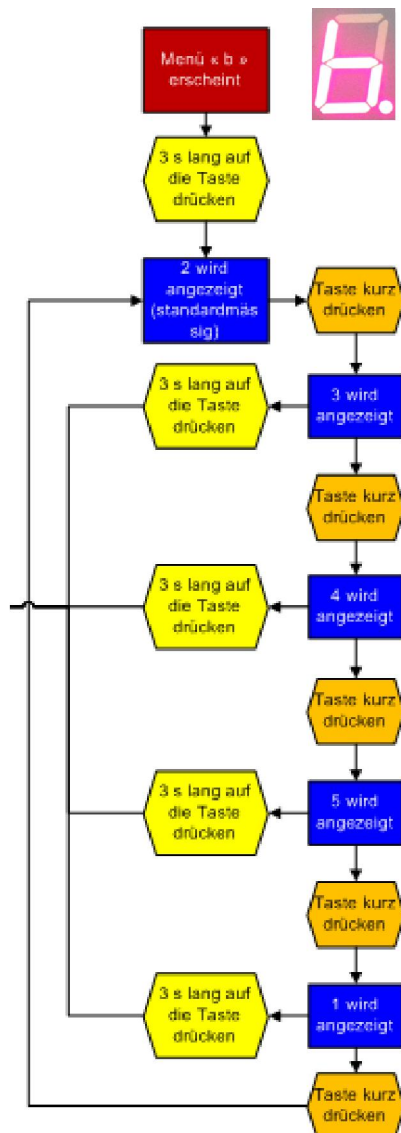 Menü « b »
erscheint
b.
3 s lang auf
die Taste
drücken
2 wird
angezeigt
(standardmäs
sig)
Taste kurz
drücken
3 s lang auf
die Taste
drücken
3 wird
angezeigt
Taste kurz
drücken
3 s lang auf
die Taste
drücken
4 wird
angezeigt
Taste kurz
drücken
3 s lang auf
die Taste
drücken
5 wird
angezeigt
Taste kurz
drücken
3 s lang auf
die Taste
drücken
1 wird
angezeigt
Taste kurz
drücken